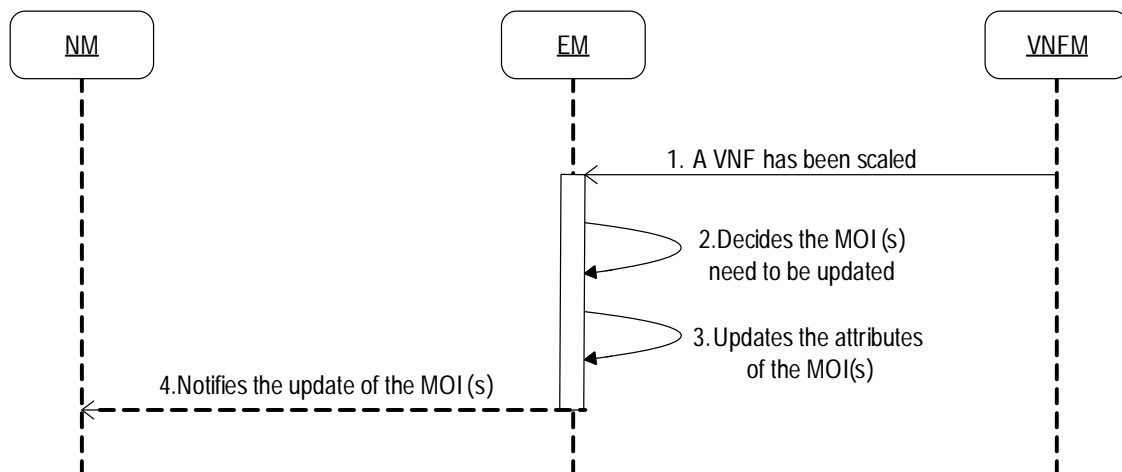 NM
EM
VNFM
1. A VNF has been scaled
2.Decides the MOI (s)
need to be updated
3.Updates the attributes
of the MOI(s)
4.Notifies the update of the MOI (s)